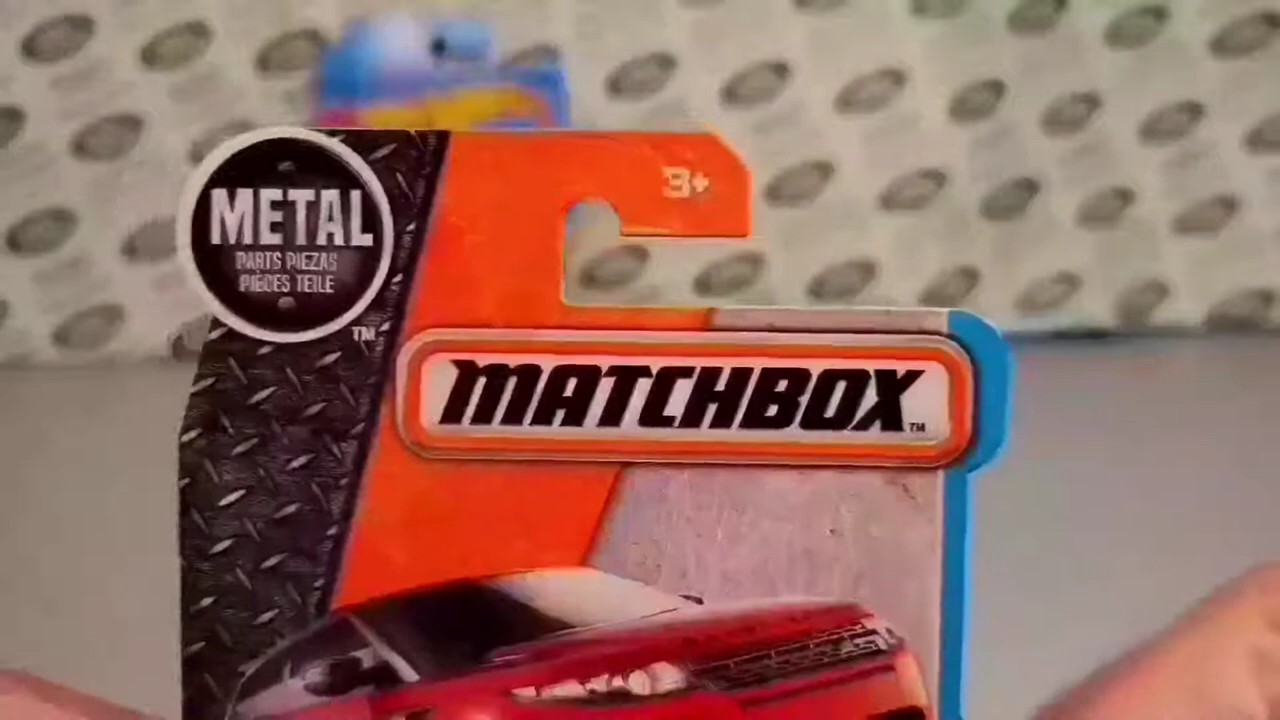 3+
METAL
PARTS PIEZAS
PIÈCES TEILE
TM
MATCHBOX
TM